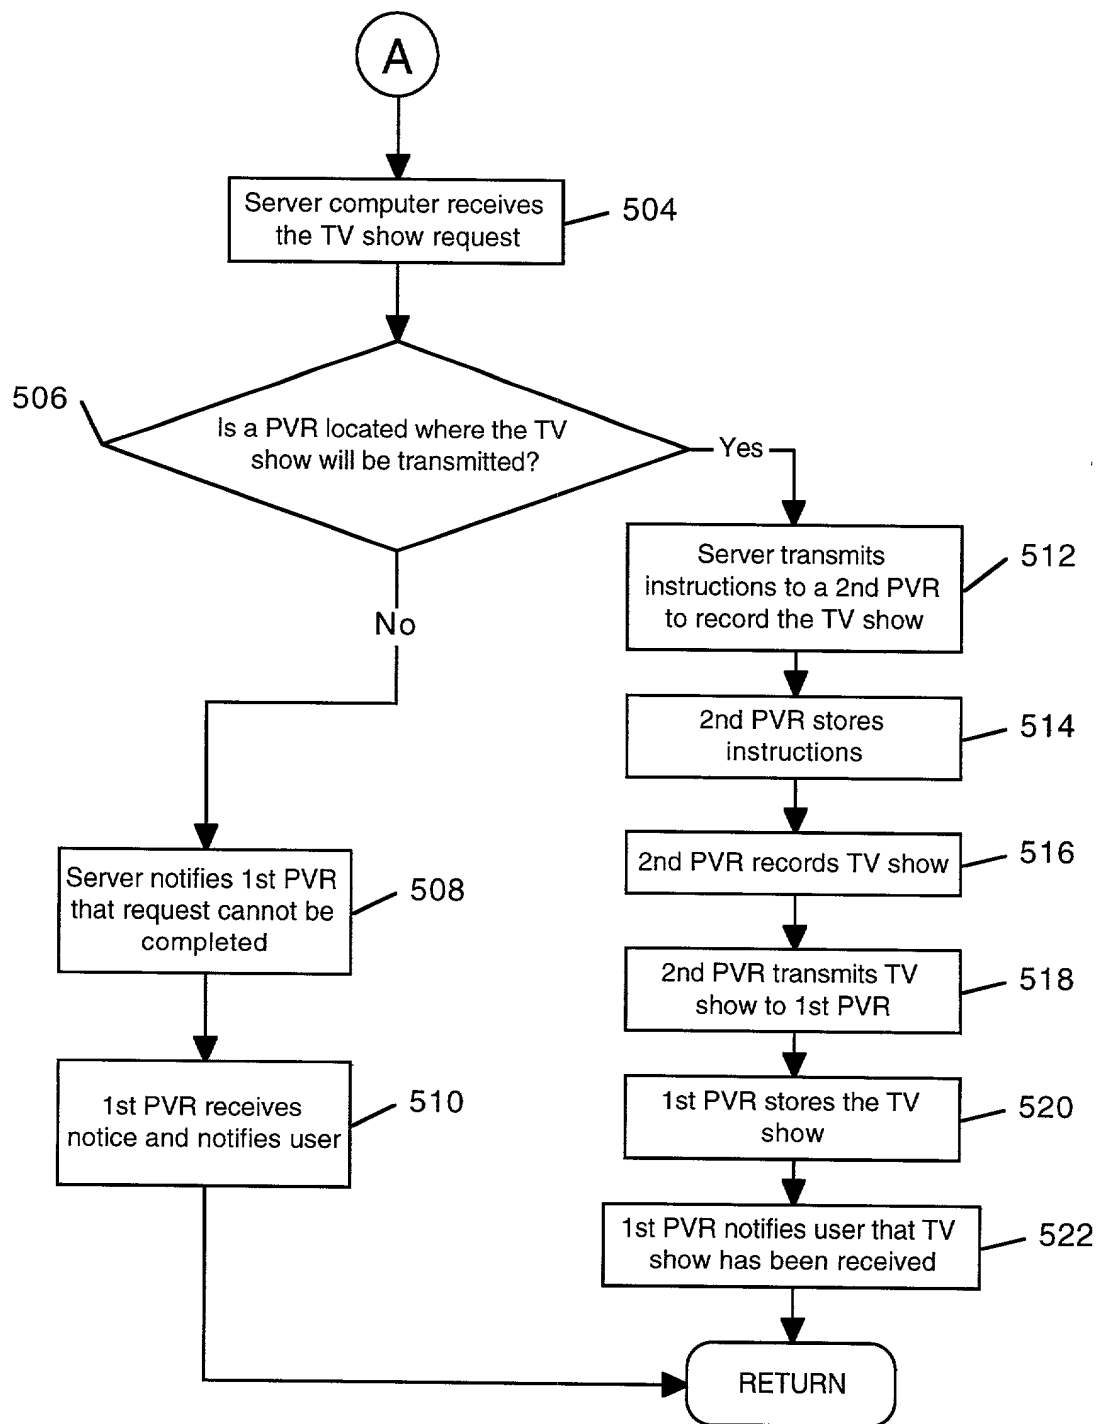 A
Server computer receives
the TV show request
504
506
Is a PVR located where the TV
show will be transmitted?
Yes
No
Server transmits
instructions to a 2nd PVR
to record the TV show
512
2nd PVR stores
instructions
514
2nd PVR records TV show
516
Server notifies 1st PVR
that request cannot be
completed
508
2nd PVR transmits TV
show to 1st PVR
518
1st PVR receives
notice and notifies user
510
1st PVR stores the TV
show
520
1st PVR notifies user that TV
show has been received
522
RETURN